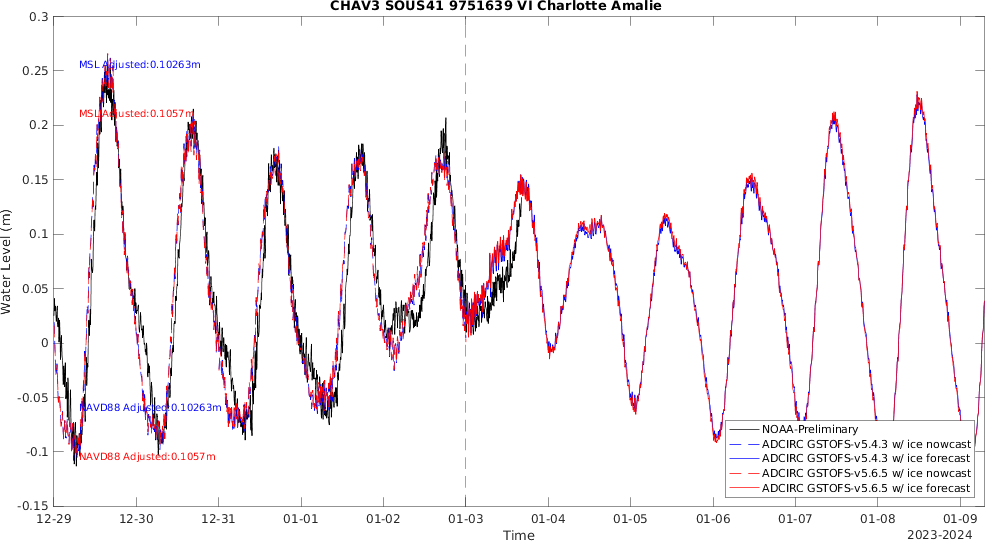 CHAV3 SOUS41 9751639 VI Charlotte Amalie
0.3
0.25
0.2
0.15
0.1
0.05
0
-0.05
-0.1
-0.15
Water Level (m)
MSL Adjusted:0.10263m
MSL Adjusted:0.1057m
NAVD88 Adjusted:0.10263m
NAVD88 Adjusted:0.1057m
NOAA-Preliminary
ADCIRC GSTOFS-v5.4.3 w/ ice nowcast
ADCIRC GSTOFS-v5.4.3 w/ ice forecast
ADCIRC GSTOFS-v5.6.5 w/ ice nowcast
ADCIRC GSTOFS-v5.6.5 w/ ice forecast
12-29 12-30 12-31 01-01 01-02 01-03 01-04 01-05 01-06 01-07 01-08 01-09
Time
2023-2024